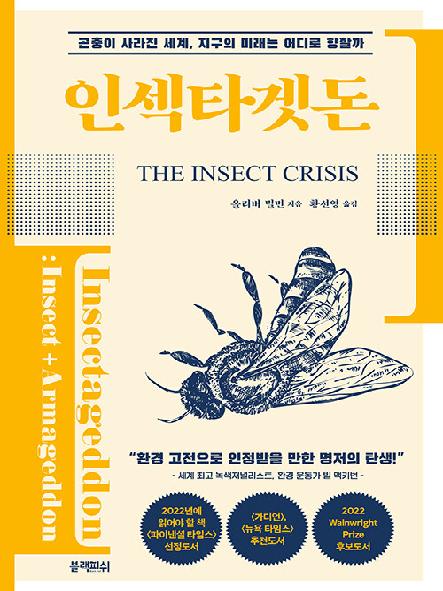 곤충이 사라진 세계, 지구의 미래는 어디로 향할까
인섹타겟돈
THE INSECT CRISIS
올리버 밀먼 지음 황선영 옮김
Insectageddon
: Insect + Armageddon
“환경 고전으로 인정받을 만한 명저의 탄생!”
- 세계 최고 녹색저널리스트, 환경 운동가 빌 맥키번 -
2022년에
읽어야 할 책
〈파이낸셜 타임스〉
선정도서
〈가디언〉,
〈뉴욕 타임스〉
추천도서
2022
Wainwright
Prize
후보도서
블랙피쉬